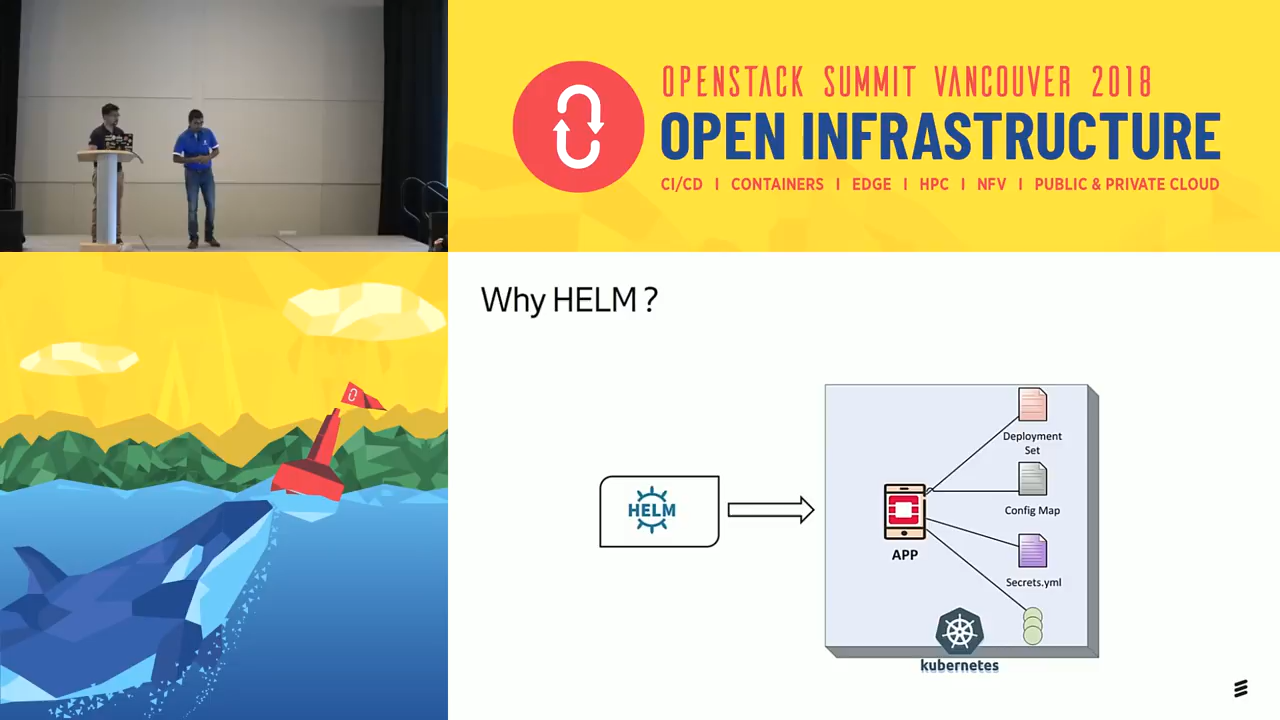 OPENSTACK SUMMIT VANCOUVER 2018
OPEN INFRASTRUCTURE
CI/CD | CONTAINERS | EDGE | HPC | NFV | PUBLIC & PRIVATE CLOUD
Why HELM ?
HELM
APP
Deployment
Set
Config Map
Secrets.yml
kubernetes